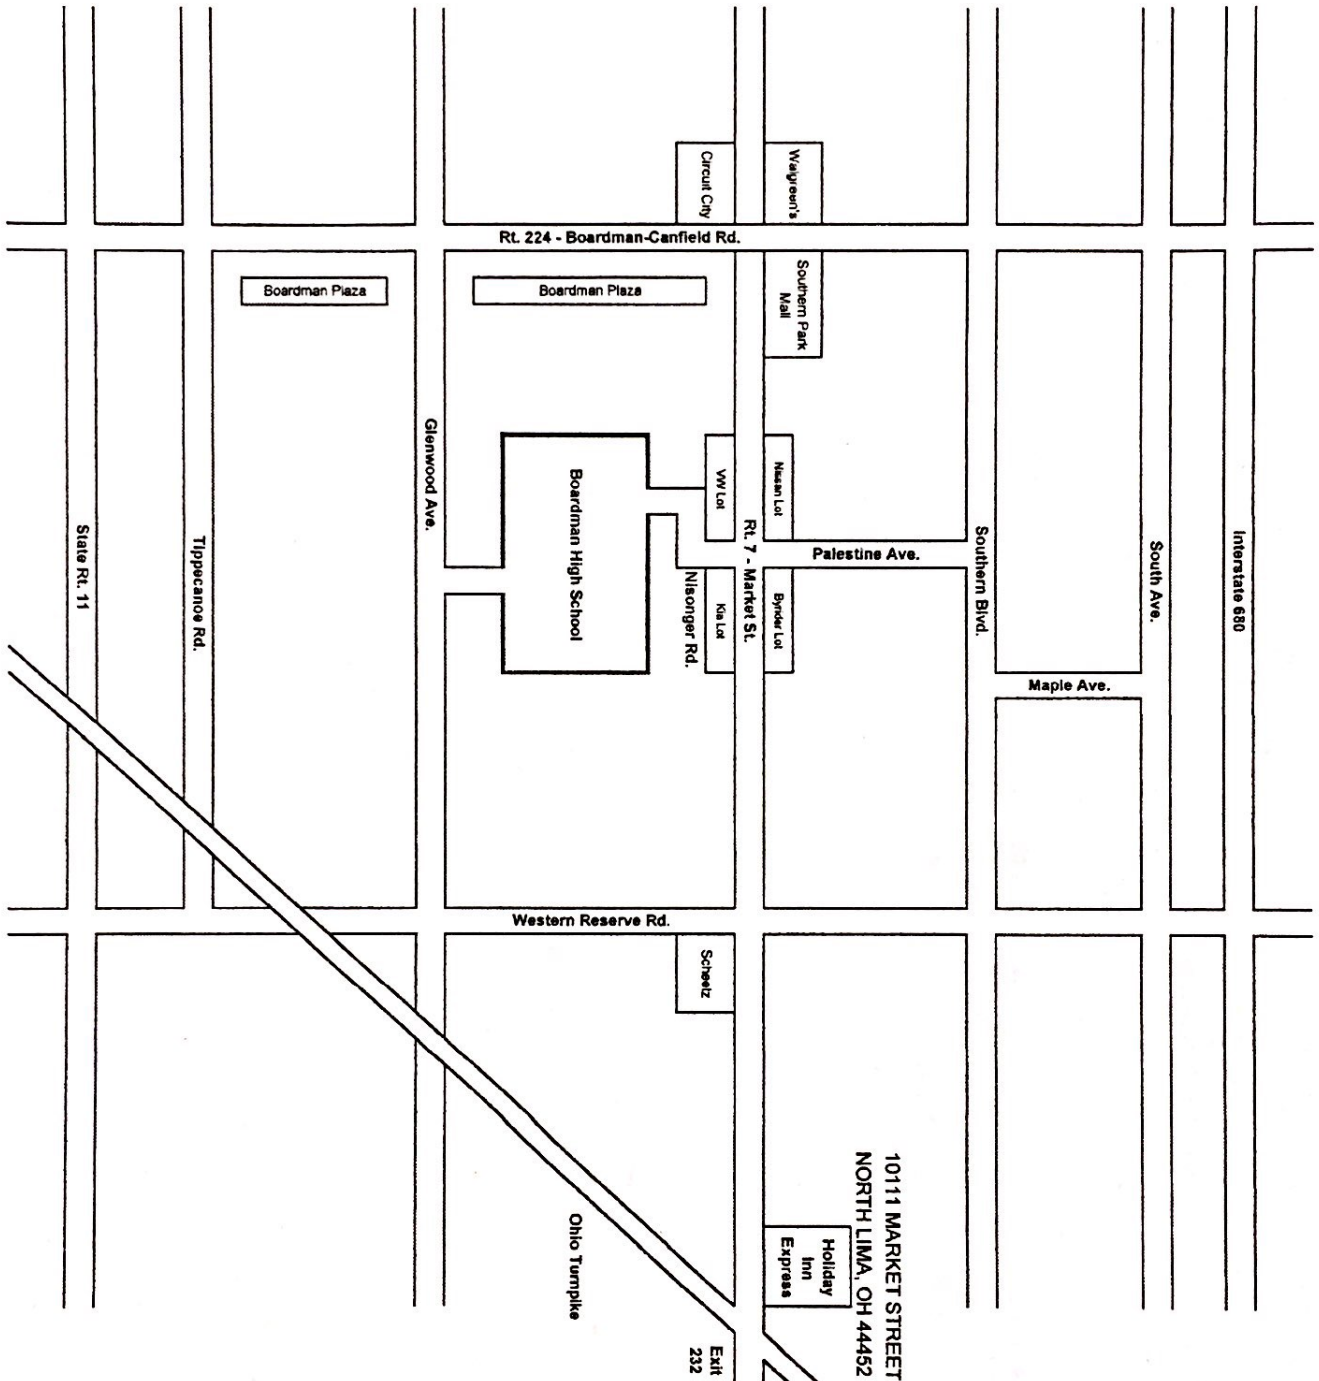 Circuit City
Walgreen's
Rt. 224 - Boardman-Canfield Rd.
Boardman Plaza
Boardman Plaza
Southern Park
Mall
Glenwood Ave.
Boardman High School
VW Lot
Nissan Lot
Rt. 7 - Market St.
Palestine Ave.
State Rt. 11
Tippecanoe Rd.
Nisonger Rd.
Kia Lot
Bynder Lot
Southern Blvd.
South Ave.
Interstate 680
Maple Ave.
Western Reserve Rd.
Scheetz
10111 MARKET STREET
NORTH LIMA, OH 44452
Holiday
Inn
Express
Ohio Turnpike
Exit
232